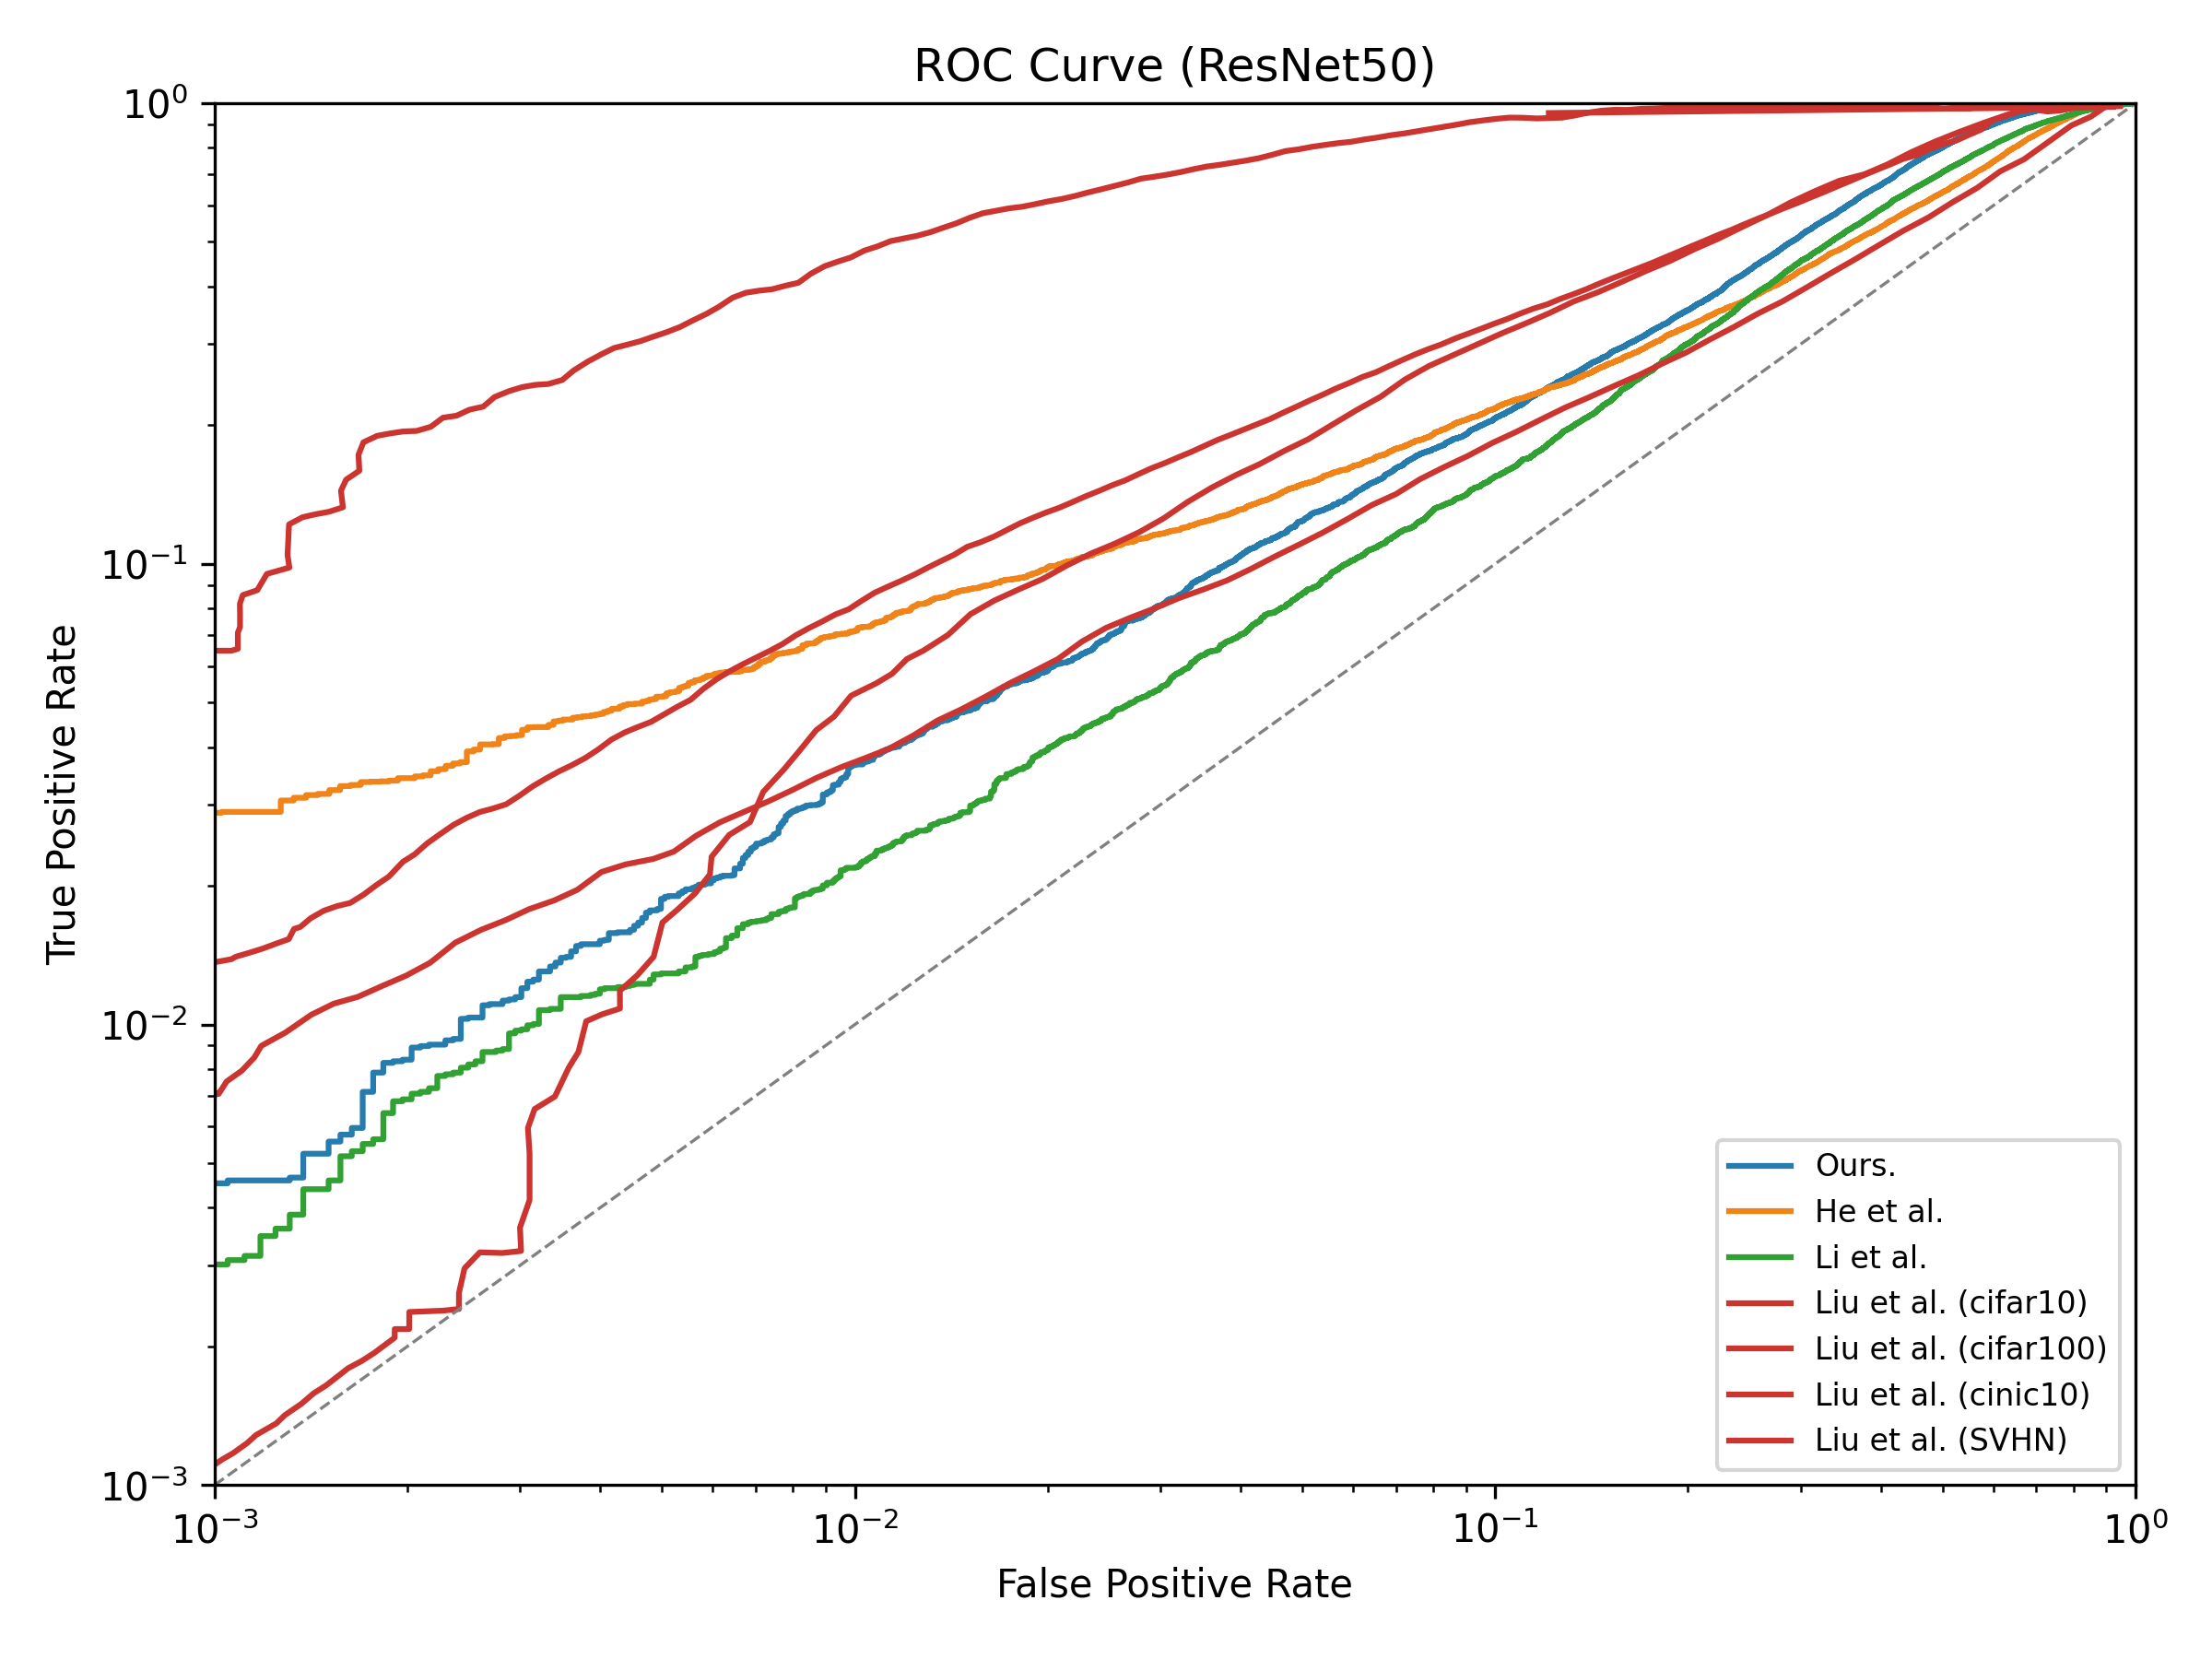 ROC Curve (ResNet50)
10⁰
10⁻¹
10⁻²
10⁻³
True Positive Rate
10⁻³
10⁻²
10⁻¹
10⁰
False Positive Rate
Ours.
He et al.
Li et al.
Liu et al. (cifar10)
Liu et al. (cifar100)
Liu et al. (cinic10)
Liu et al. (SVHN)